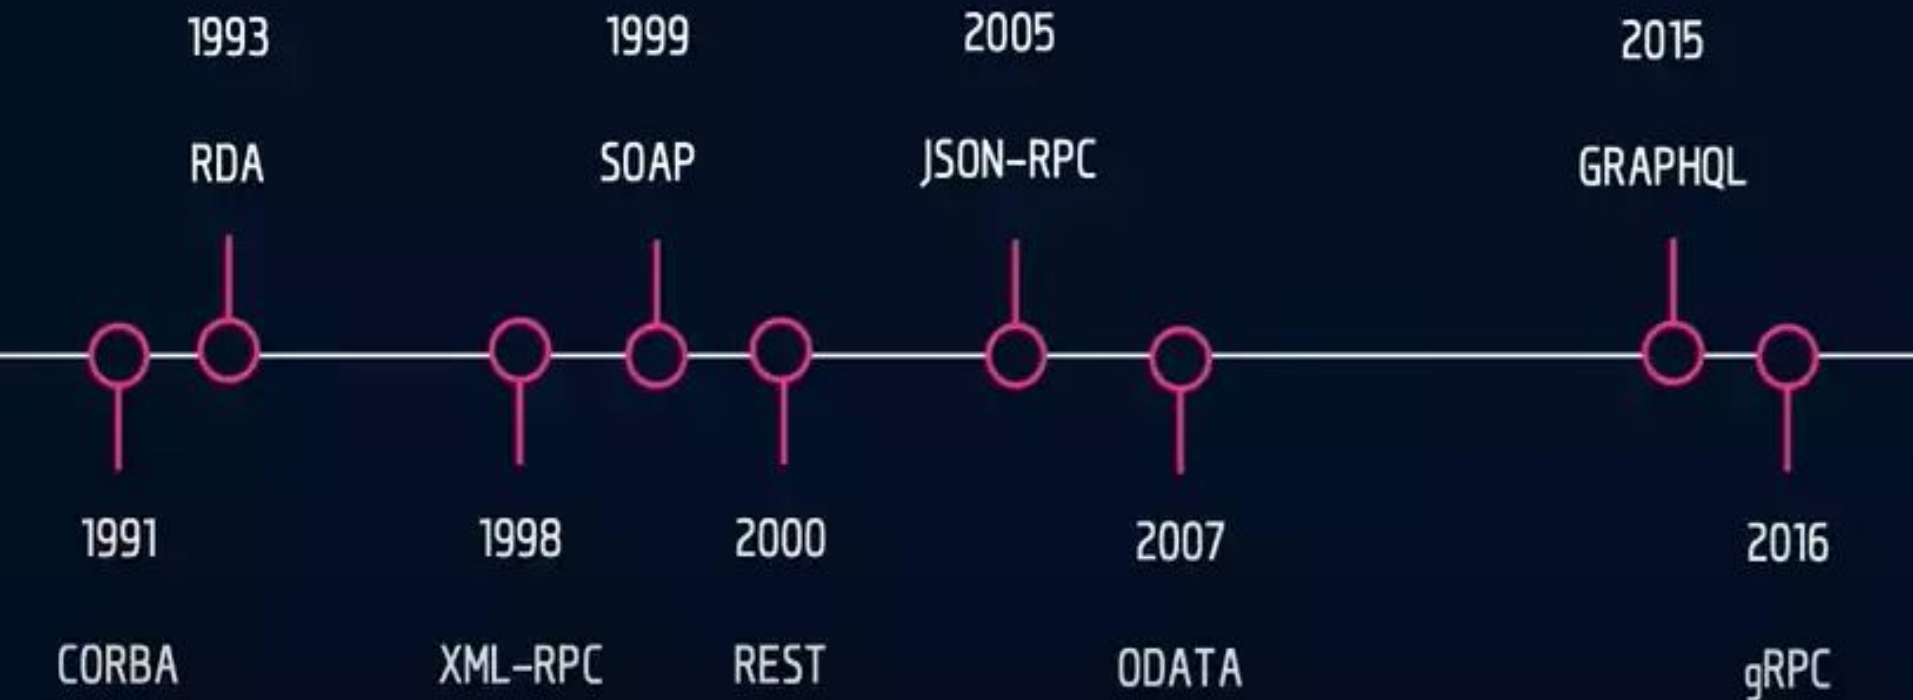 1993
1999
2005
2015
RDA
SOAP
JSON-RPC
GRAPHQL
1991
1998
2000
2007
2016
CORBA
XML-RPC
REST
ODATA
gRPC